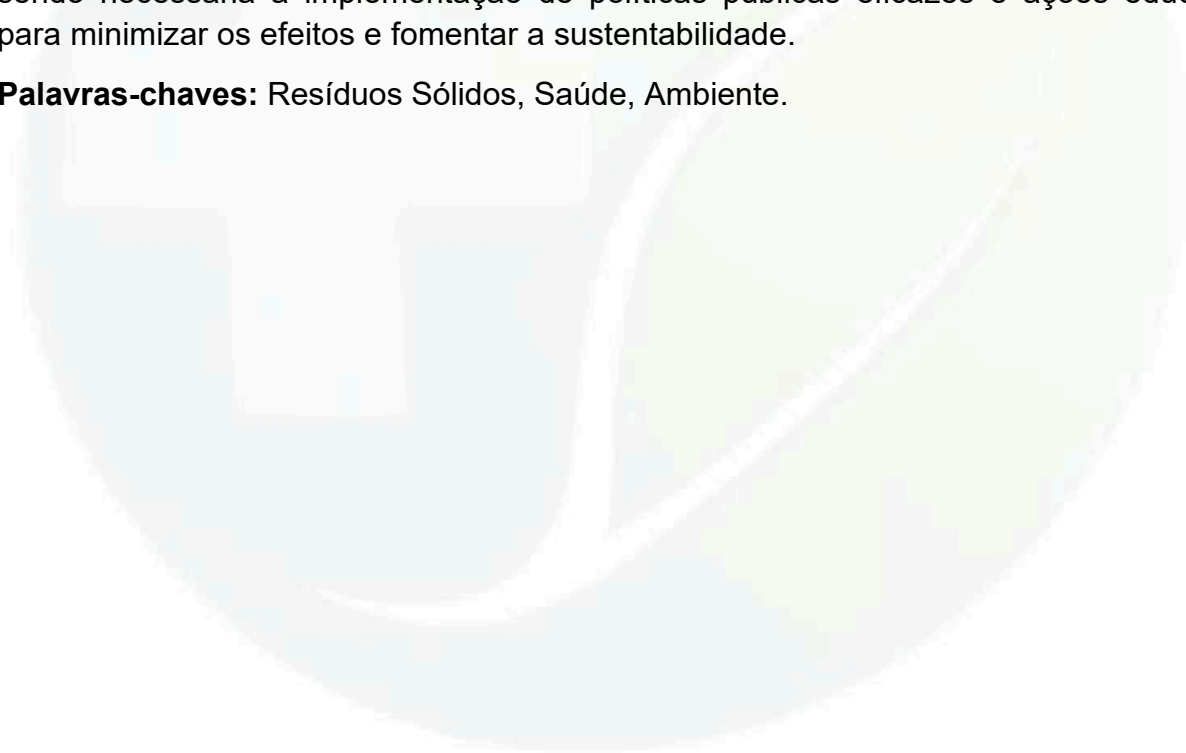 sendo necessária a implementação de políticas públicas eficazes e ações
para minimizar os efeitos e fomentar a sustentabilidade.
Palavras-chaves: Resíduos Sólidos, Saúde, Ambiente.